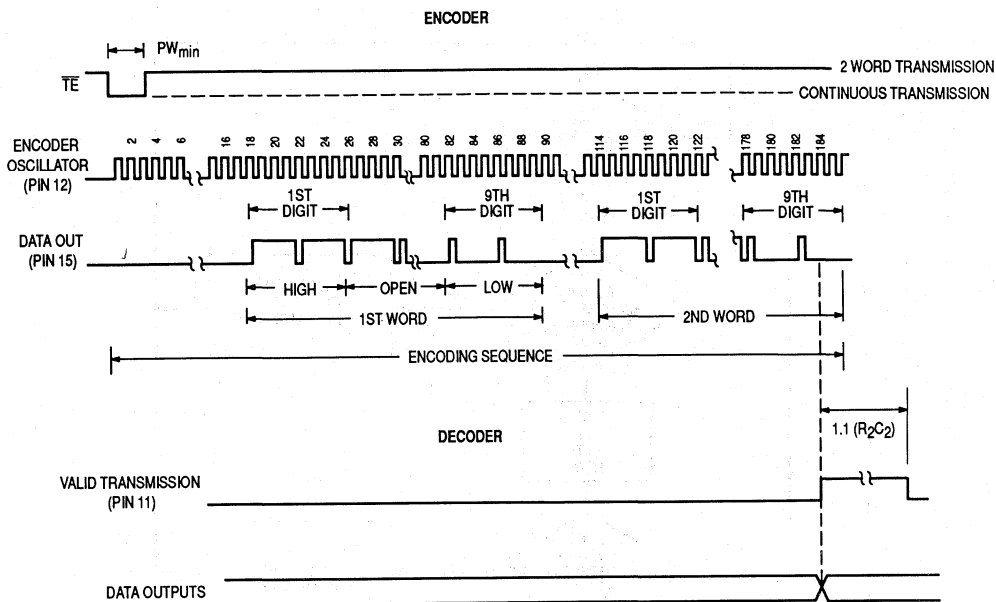 ENCODER
PWmin
TE
2 WORD TRANSMISSION
CONTINUOUS TRANSMISSION
ENCODER
OSCILLATOR
(PIN 12)
2 4 6 16 18 20 22 24 26 28 30 80 82 84 86 88 90 114 116 118 120 122 178 180 182 184
1ST
DIGIT
9TH
DIGIT
1ST
DIGIT
9TH
DIGIT
DATA OUT
(PIN 15)
HIGH OPEN LOW
1ST WORD
2ND WORD
ENCODING SEQUENCE
DECODER
1.1 (R2C2)
VALID TRANSMISSION
(PIN 11)
DATA OUTPUTS